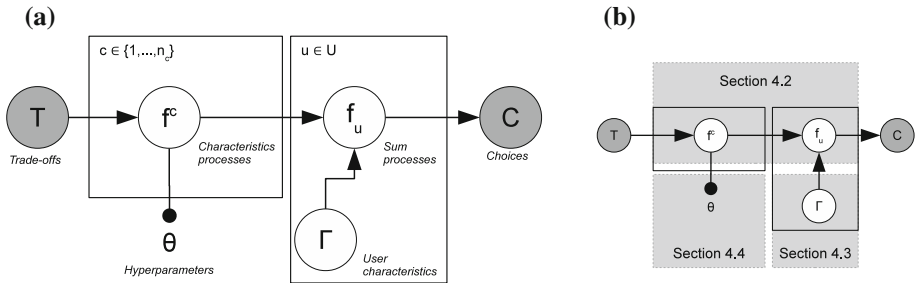 (a)
c ∈ {1,...,n_c}
u ∈ U
T
f^c
f_u
C
Trade-offs
Characteristics
processes
Sum
processes
Choices
θ
Hyperparameters
Γ
User
characteristics
(b)
Section 4.2
T
f^c
f_u
C
θ
Γ
Section 4.4
Section 4.3